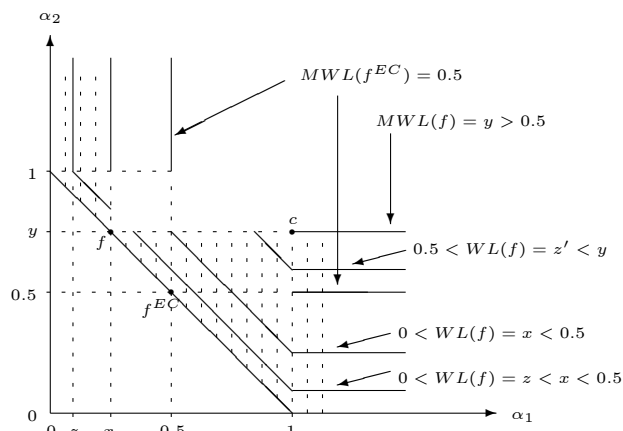 α₂
MWL(f^{EC}) = 0.5
MWL(f) = y > 0.5
1
c
y
f
0.5 < WL(f) = z′ < y
0.5
f^{EC}
0 < WL(f) = x < 0.5
0 < WL(f) = z < x < 0.5
0
α₁
0 z x 0.5 1